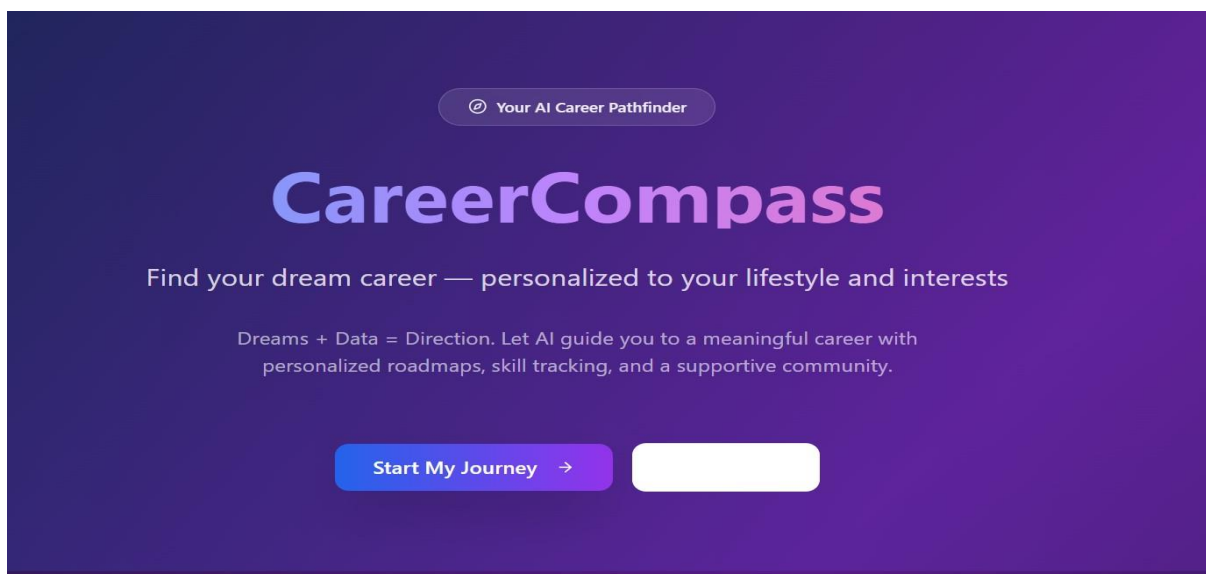 Your AI Career Pathfinder
CareerCompass
Find your dream career — personalized to your lifestyle and interests
Dreams + Data = Direction. Let AI guide you to a meaningful career with
personalized roadmaps, skill tracking, and a supportive community.
Start My Journey →